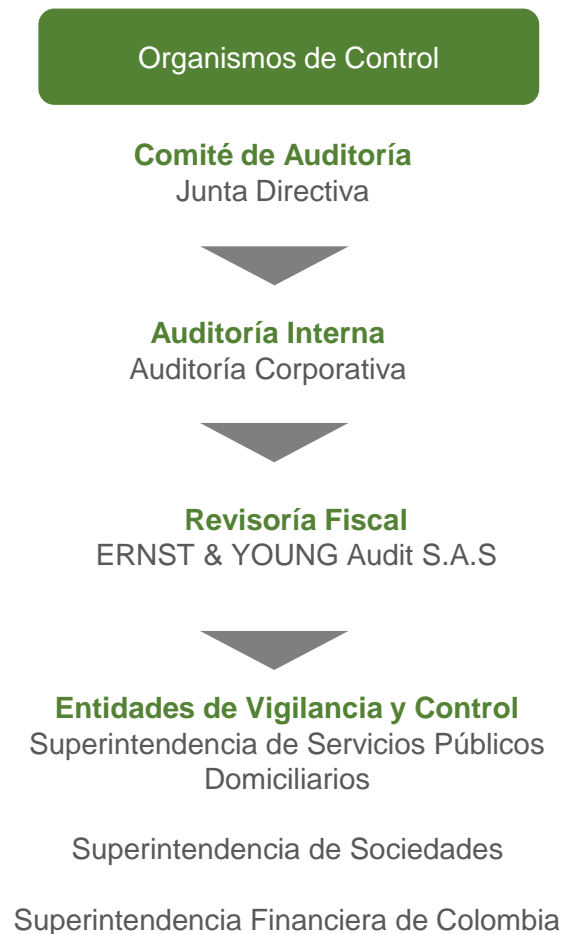 Organismos de Control
Comité de Auditoría
Junta Directiva
Auditoría Interna
Auditoría Corporativa
Revisoría Fiscal
ERNST & YOUNG Audit S.A.S
Entidades de Vigilancia y Control
Superintendencia de Servicios Públicos
Domiciliarios
Superintendencia de Sociedades
Superintendencia Financiera de Colombia